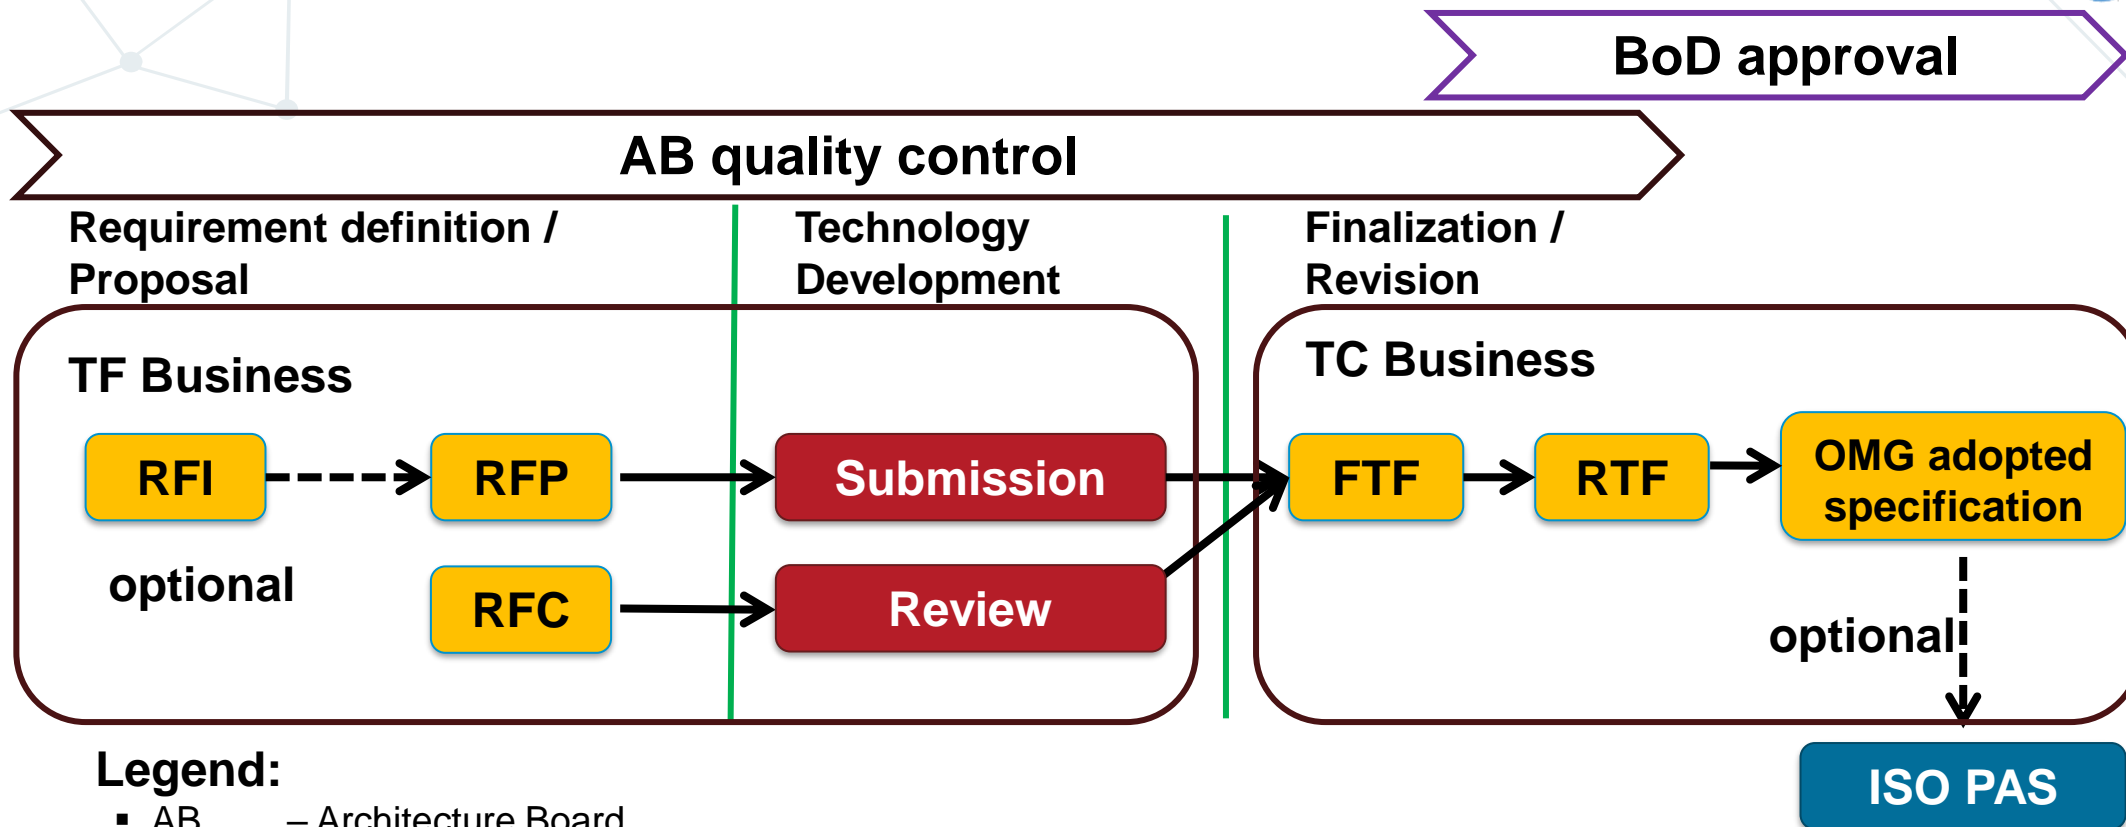 BoD approval
AB quality control
Requirement definition /
Proposal
Technology
Development
Finalization /
Revision
TF Business
TC Business
RFI
RFP
Submission
FTF
RTF
OMG adopted
specification
optional
RFC
Review
optional
ISO PAS
Legend:
▪ AB – Architecture Board